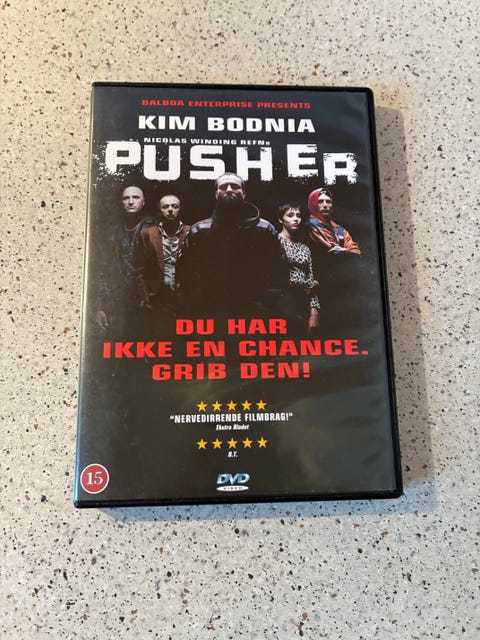 BALBOA ENTERPRISE PRESENTS
KIM BODNIA
NICOLAS WINDING REFNs
PUSHER
DU HAR
IKKE EN CHANCE.
GRIB DEN!
"NERVEDIRRENDE FILMBRAG!"
Ekstra Bladet
B.T.
15
DVD
VIDEO